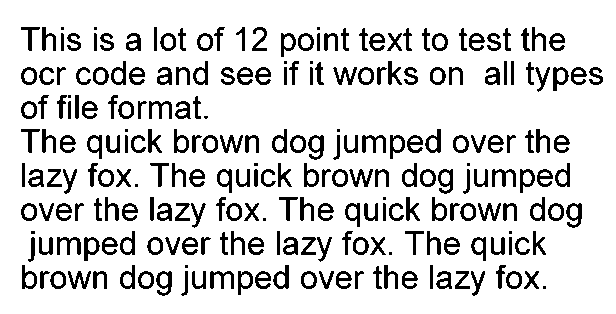 This is a lot of 12 point text to test the
ocr code and see if it works on  all types
of file format.
The quick brown dog jumped over the
lazy fox. The quick brown dog jumped
over the lazy fox. The quick brown dog
jumped over the lazy fox. The quick
brown dog jumped over the lazy fox.